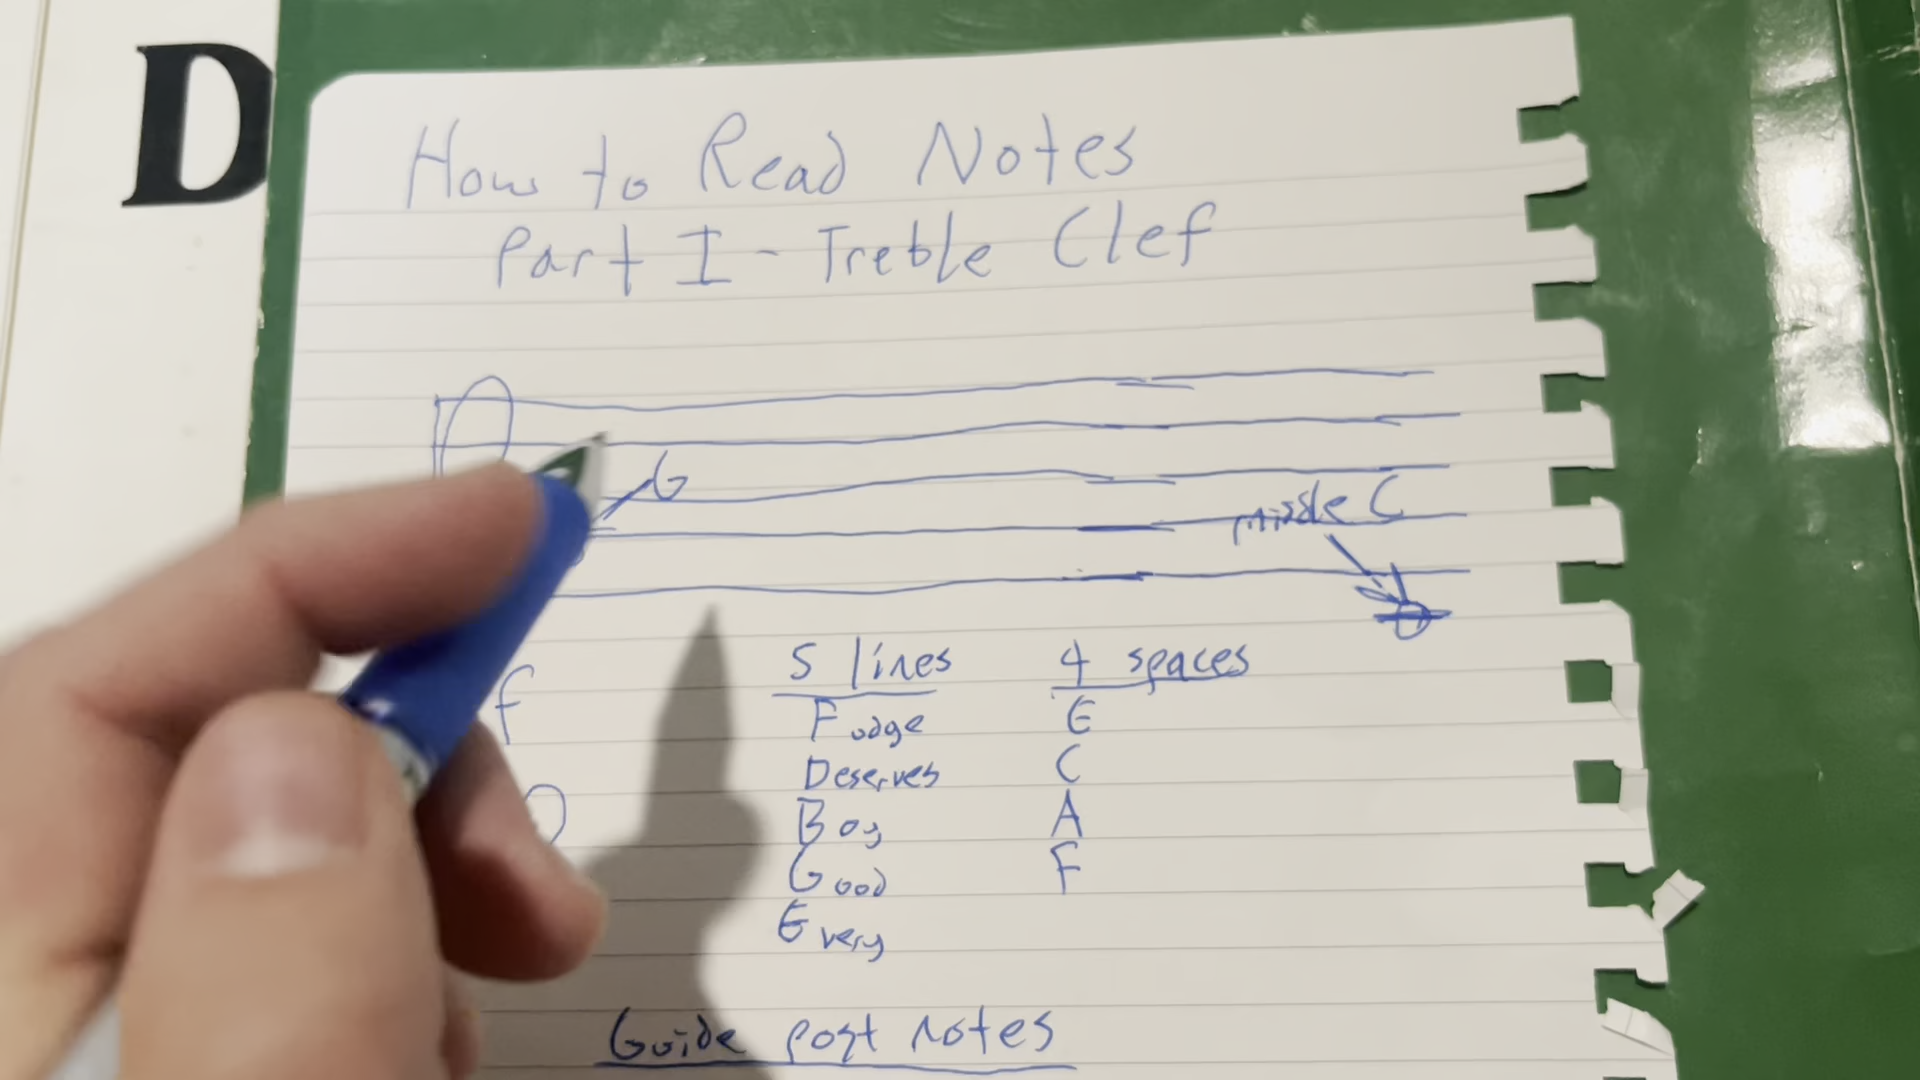 D
How to Read Notes
Part I - Treble Clef
G
Middle C
5 lines 4 spaces
Fudge E
Deserves C
Boy A
Good F
Every
f
Guide post notes